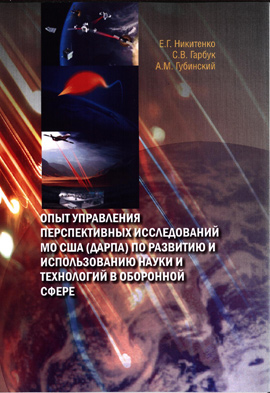 Е.Г. Никитенко
С.В. Гарбук
А.М. Губинский
ОПЫТ УПРАВЛЕНИЯ
ПЕРСПЕКТИВНЫХ ИССЛЕДОВАНИЙ
МО США (ДАРПА) ПО РАЗВИТИЮ И
ИСПОЛЬЗОВАНИЮ НАУКИ И
ТЕХНОЛОГИЙ В ОБОРОННОЙ
СФЕРЕ